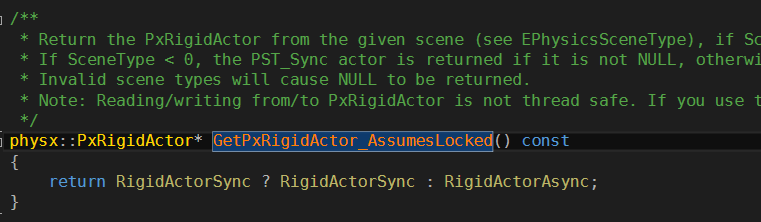 /**
 * Return the PxRigidActor from the given scene (see EPhysicsSceneType), if
 * If SceneType < 0, the PST_Sync actor is returned if it is not NULL,
 * Invalid scene types will cause NULL to be returned.
 * Note: Reading/writing from/to PxRigidActor is not thread safe. If you use
 */
physx::PxRigidActor* GetPxRigidActor_AssumesLocked() const
{
    return RigidActorSync ? RigidActorSync : RigidActorAsync;
}